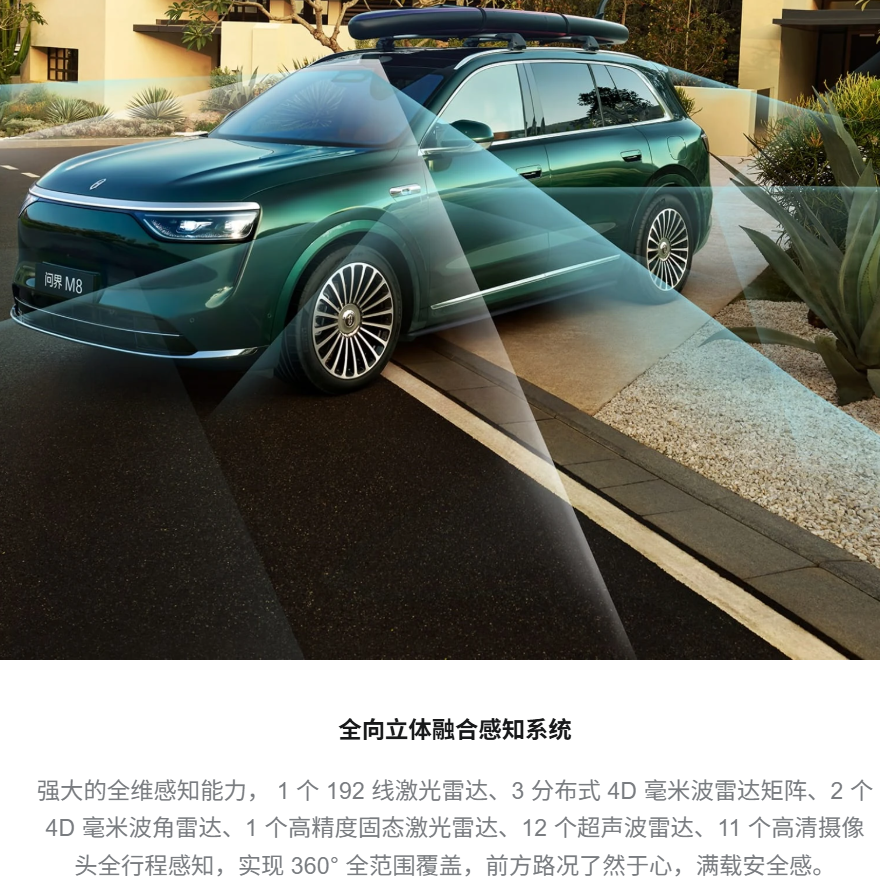 问界 M8
全向立体融合感知系统
强大的全维感知能力， 1 个 192 线激光雷达、3 分布式 4D 毫米波雷达矩阵、2 个
4D 毫米波角雷达、1 个高精度固态激光雷达、12 个超声波雷达、11 个高清摄像
头全行程感知，实现 360° 全范围覆盖，前方路况了然于心，满载安全感。